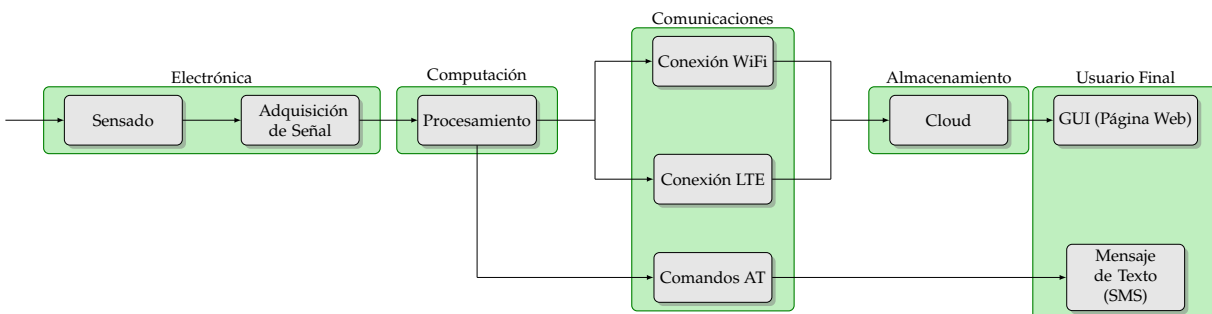 Comunicaciones
Conexión WiFi
Electrónica
Computación
Almacenamiento
Usuario Final
Sensado
Adquisición
de Señal
Procesamiento
Cloud
GUI (Página Web)
Conexión LTE
Comandos AT
Mensaje
de Texto
(SMS)